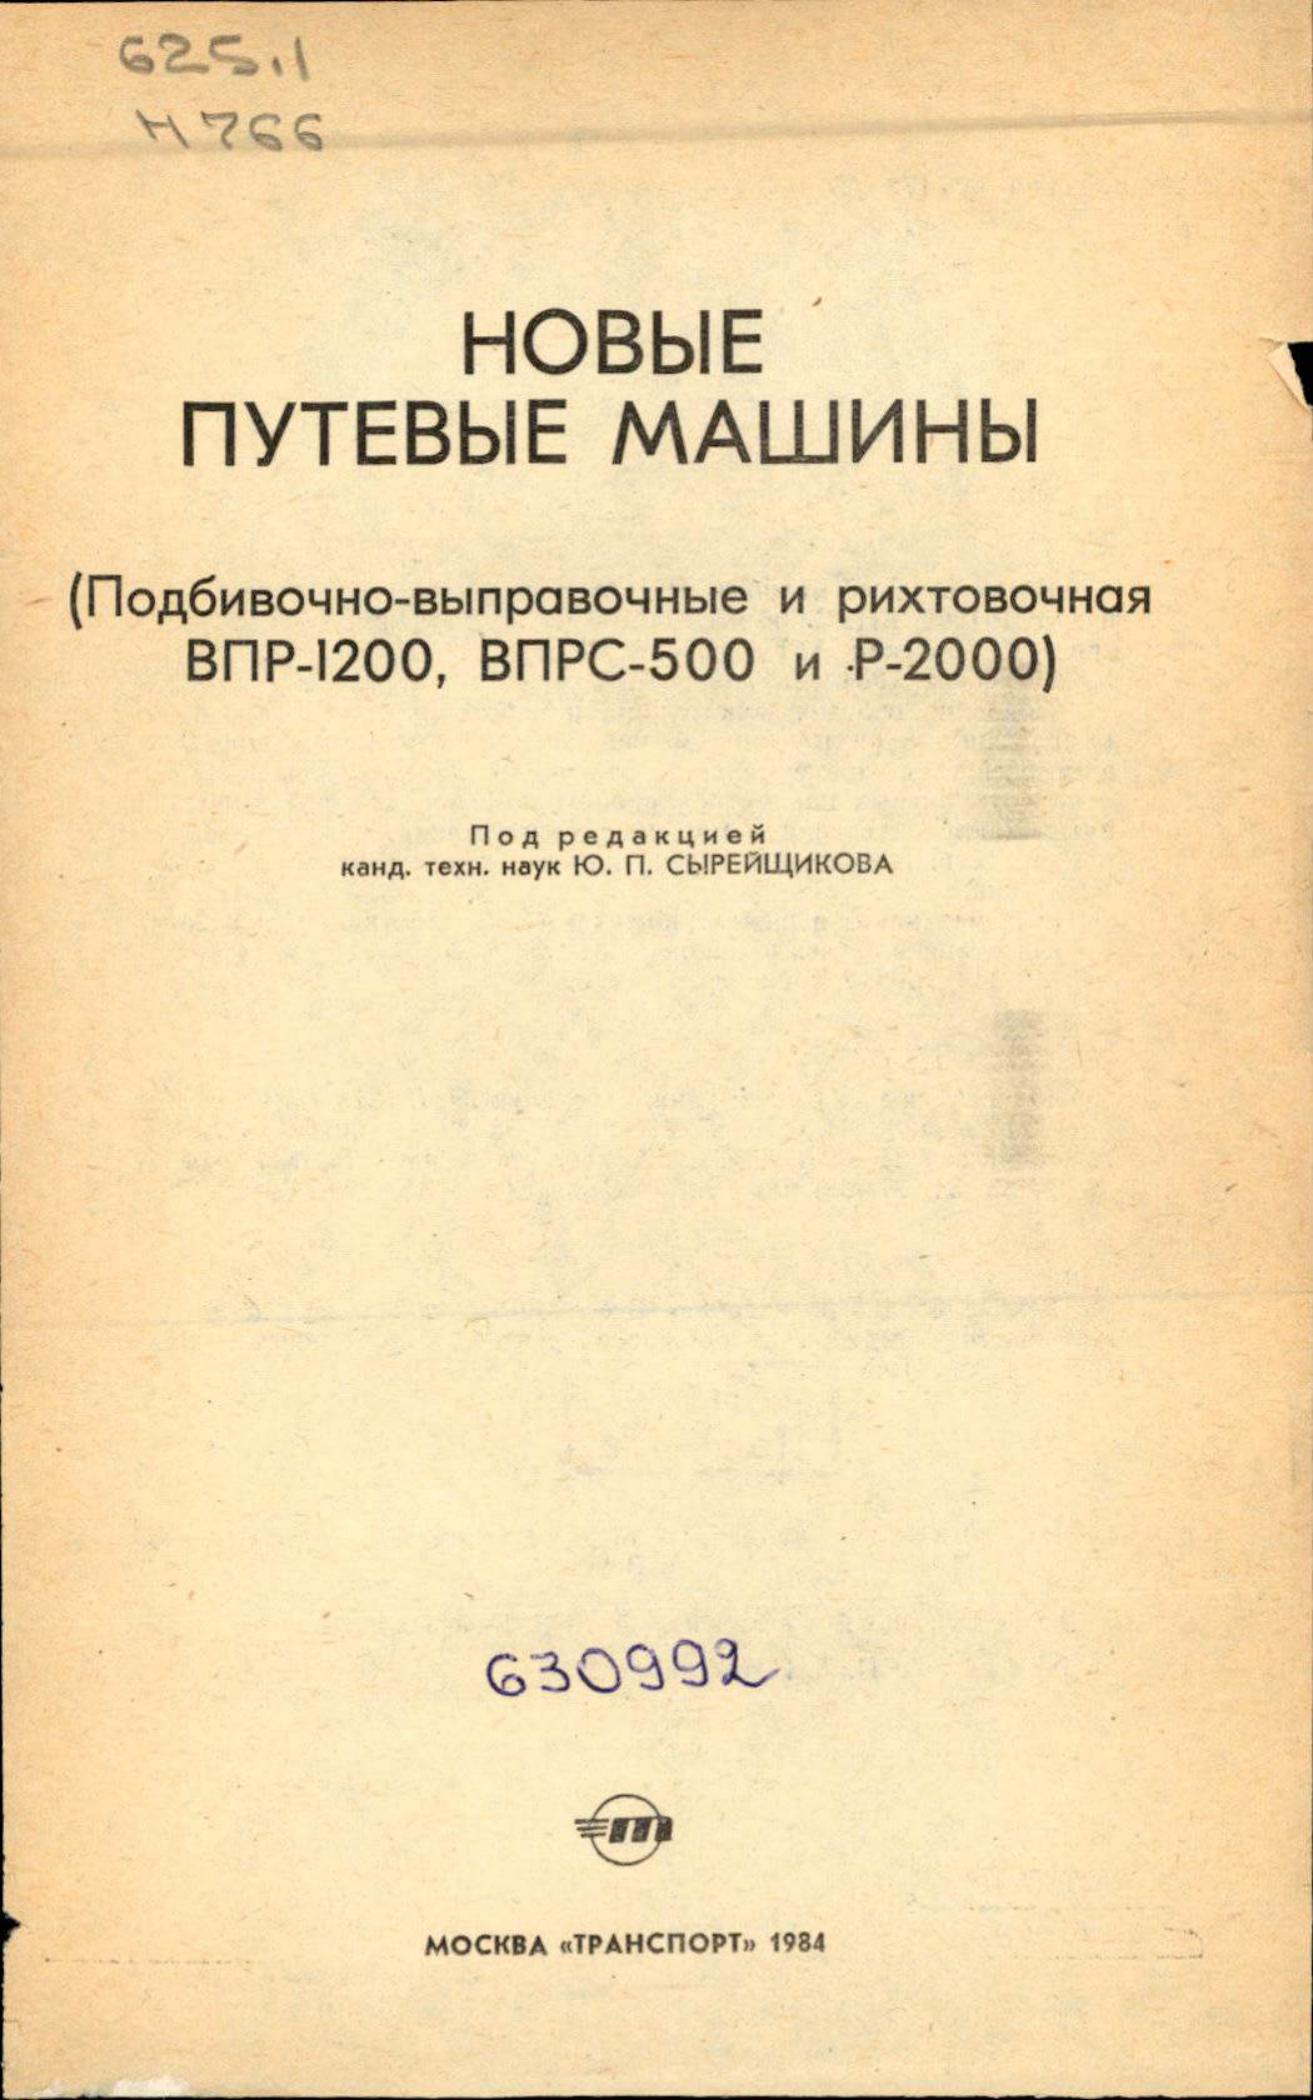 625.1
Н766
НОВЫЕ
ПУТЕВЫЕ МАШИНЫ
(Подбивочно-выправочные и рихтовочная
ВПР-1200, ВПРС-500 и Р-2000)
Под редакцией
канд. техн. наук Ю. П. СЫРЕЙЩИКОВА
630992
МОСКВА «ТРАНСПОРТ» 1984